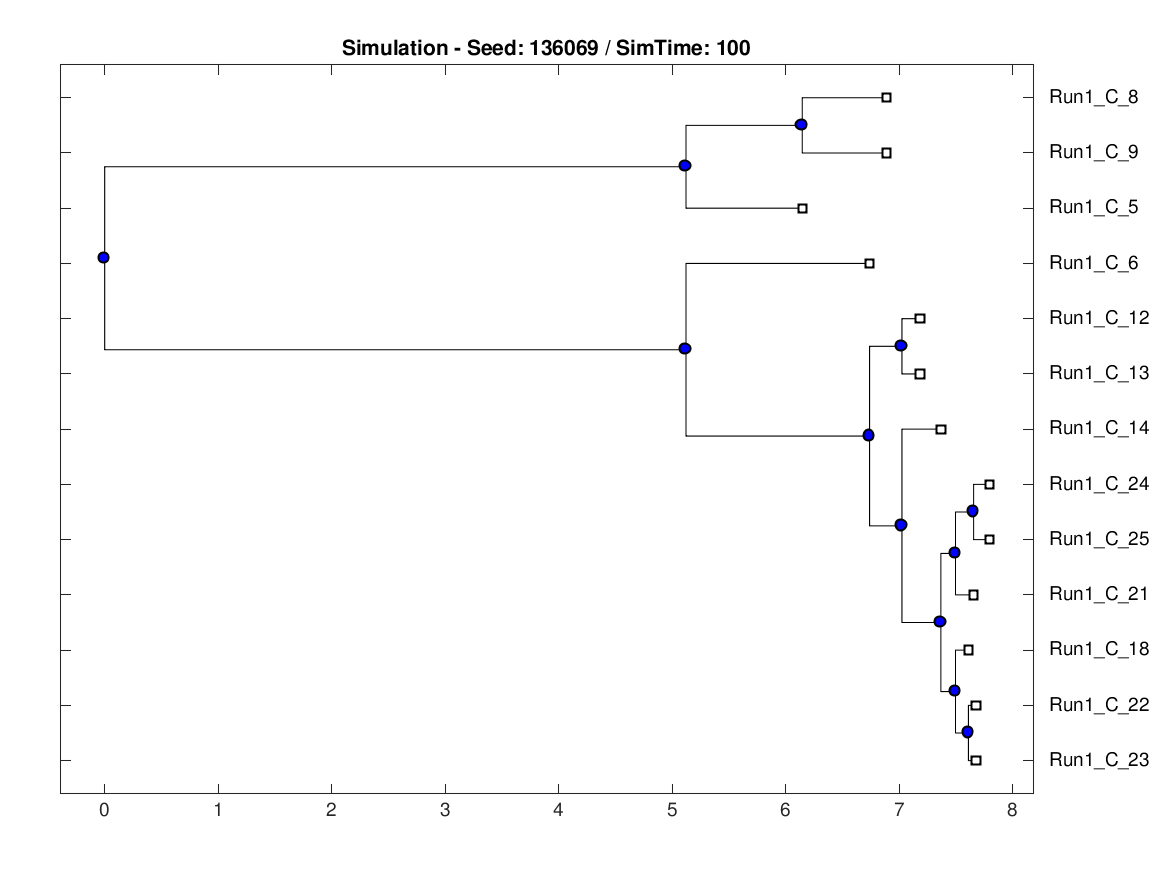 Simulation - Seed: 136069 / SimTime: 100
Run1_C_8
Run1_C_9
Run1_C_5
Run1_C_6
Run1_C_12
Run1_C_13
Run1_C_14
Run1_C_24
Run1_C_25
Run1_C_21
Run1_C_18
Run1_C_22
Run1_C_23
0 1 2 3 4 5 6 7 8